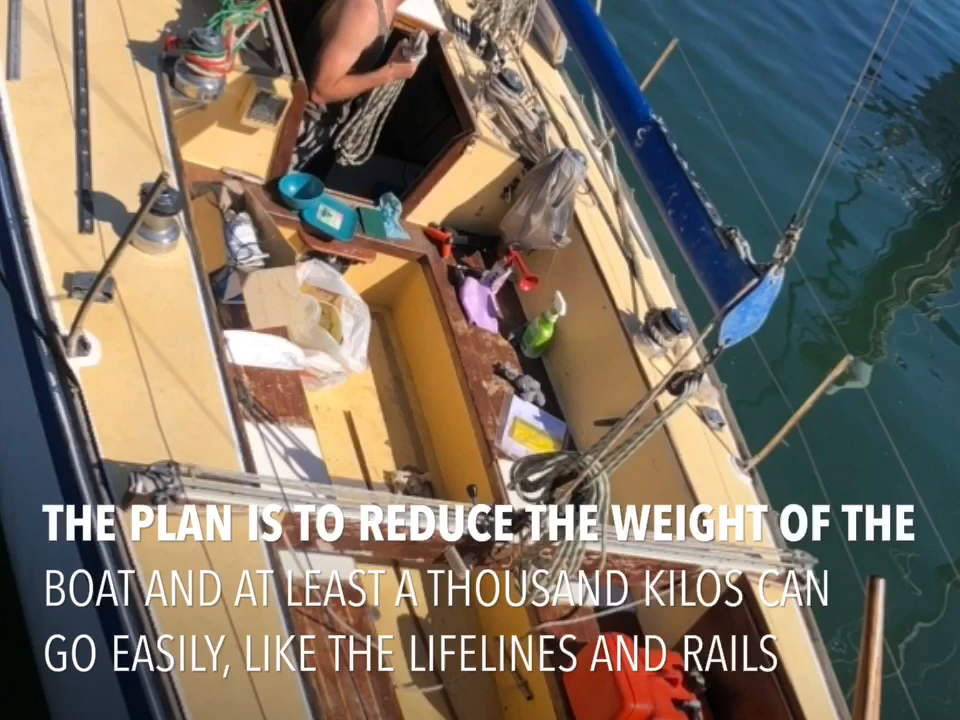 THE PLAN IS TO REDUCE THE WEIGHT OF THE
BOAT AND AT LEAST A THOUSAND KILOS CAN
GO EASILY, LIKE THE LIFELINES AND RAILS